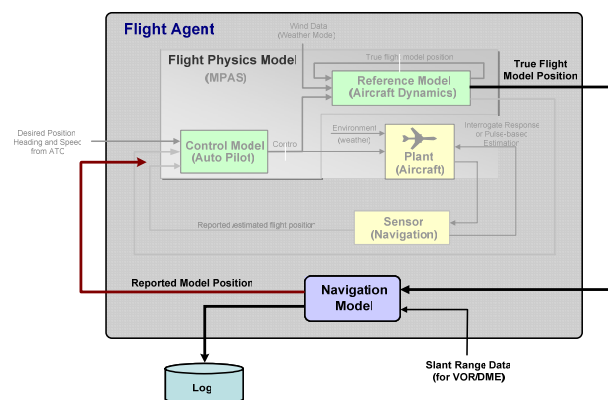 Flight Agent
Wind Data
(Weather Mode)
True flight model position
Flight Physics Model
(MPAS)
Reference Model
(Aircraft Dynamics)
True Flight
Model Position
Desired Position
Heading and Speed
from ATC
Control Model
(Auto Pilot)
Contro
Environment
(weather)
Plant
(Aircraft)
Interrogate Response
or Pulse-based
Estimation
Reported estimated flight position
Sensor
(Navigation)
Reported Model Position
Navigation
Model
Slant Range Data
(for VOR/DME)
Log